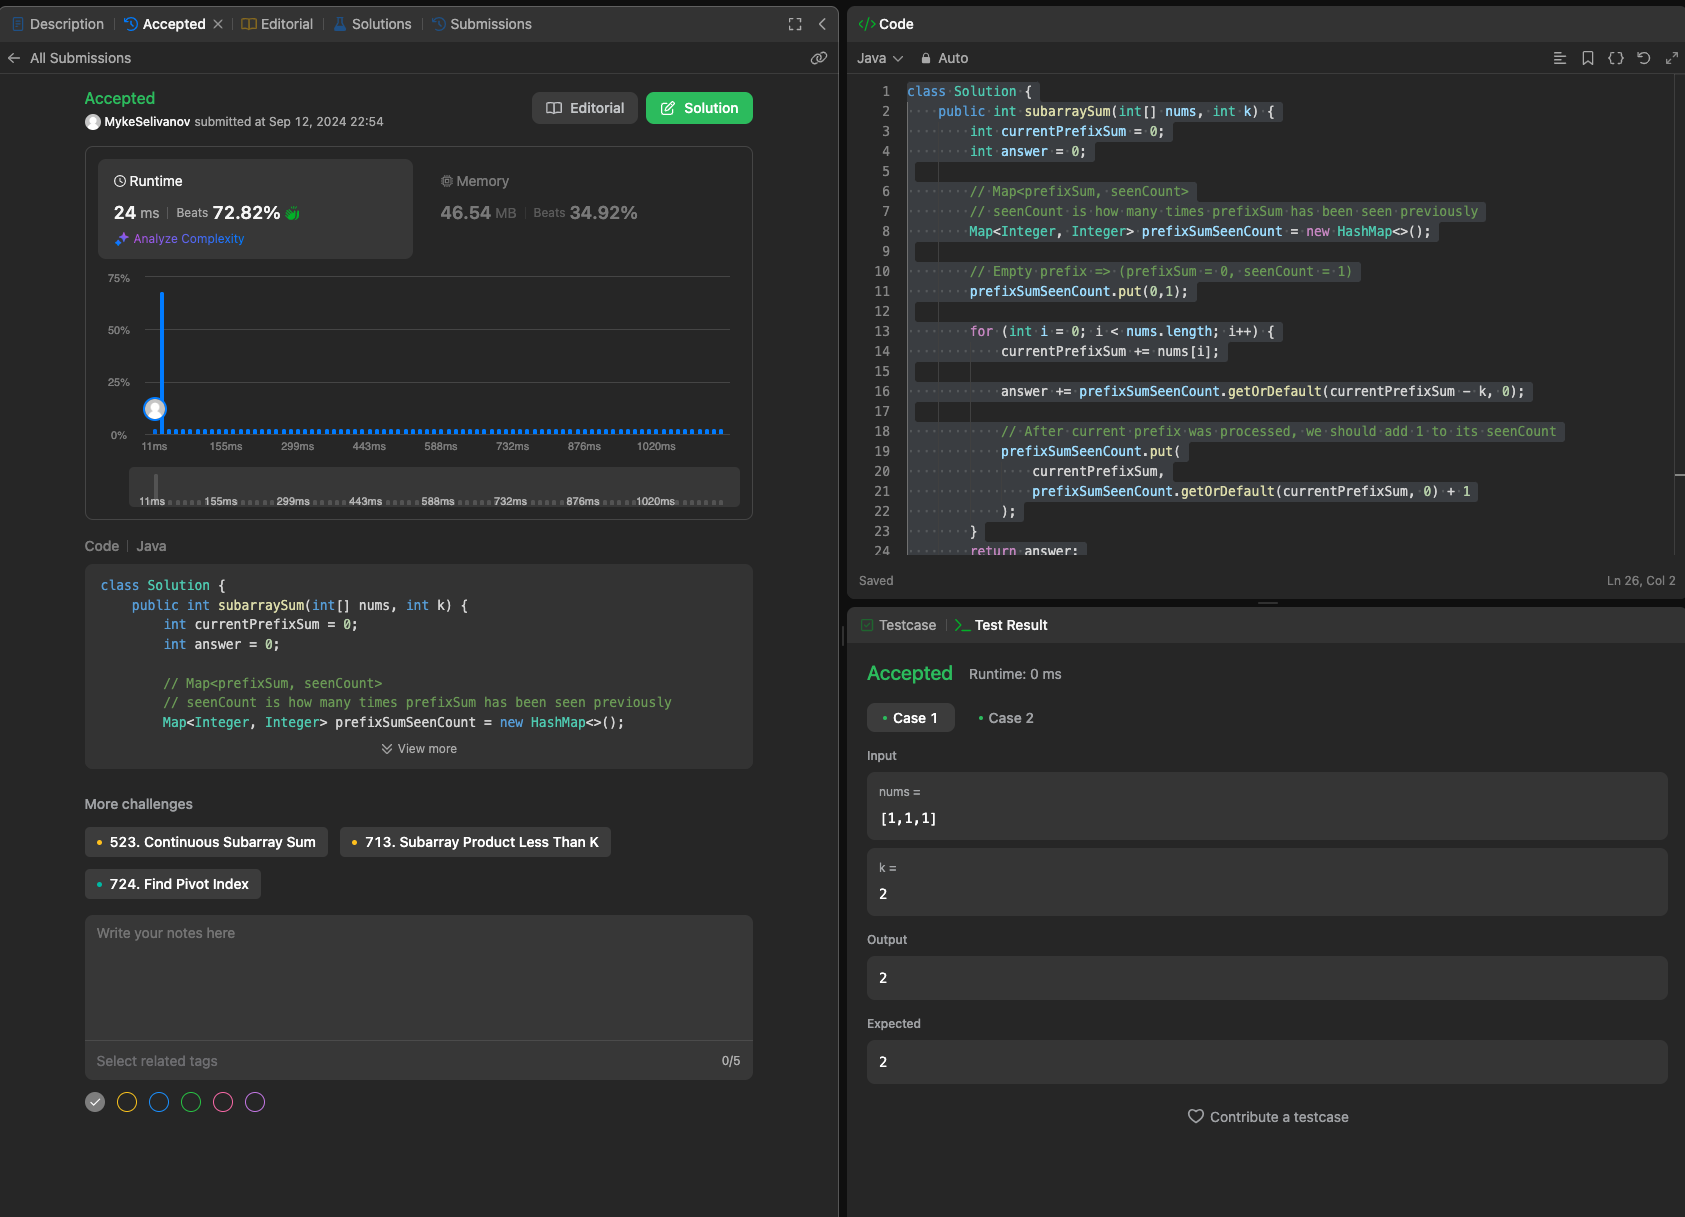 Description
Accepted
Editorial
Solutions
Submissions
All Submissions
Accepted
MykeSelivanov submitted at Sep 12, 2024 22:54
Editorial
Solution
Runtime
24 ms | Beats 72.82%
Analyze Complexity
Memory
46.54 MB | Beats 34.92%
75%
50%
25%
0%
11ms 155ms 299ms 443ms 588ms 732ms 876ms 1020ms
11ms 155ms 299ms 443ms 588ms 732ms 876ms 1020ms
Code | Java
class Solution {
    public int subarraySum(int[] nums, int k) {
        int currentPrefixSum = 0;
        int answer = 0;
        // Map<prefixSum, seenCount>
        // seenCount is how many times prefixSum has been seen previously
        Map<Integer, Integer> prefixSumSeenCount = new HashMap<>();
View more
More challenges
523. Continuous Subarray Sum
713. Subarray Product Less Than K
724. Find Pivot Index
Write your notes here
Select related tags
0/5
</> Code
Java
Auto
1 class Solution {
2     public int subarraySum(int[] nums, int k) {
3         int currentPrefixSum = 0;
4         int answer = 0;
5
6         // Map<prefixSum, seenCount>
7         // seenCount is how many times prefixSum has been seen previously
8         Map<Integer, Integer> prefixSumSeenCount = new HashMap<>();
9
10         // Empty prefix => (prefixSum = 0, seenCount = 1)
11         prefixSumSeenCount.put(0,1);
12
13         for (int i = 0; i < nums.length; i++) {
14             currentPrefixSum += nums[i];
15
16             answer += prefixSumSeenCount.getOrDefault(currentPrefixSum - k, 0);
17
18             // After current prefix was processed, we should add 1 to its seenCount
19             prefixSumSeenCount.put(
20                 currentPrefixSum,
21                 prefixSumSeenCount.getOrDefault(currentPrefixSum, 0) + 1
22             );
23         }
24         return answer;
Saved
Ln 26, Col 2
Testcase
Test Result
Accepted
Runtime: 0 ms
Case 1
Case 2
Input
nums =
[1,1,1]
k =
2
Output
2
Expected
2
Contribute a testcase